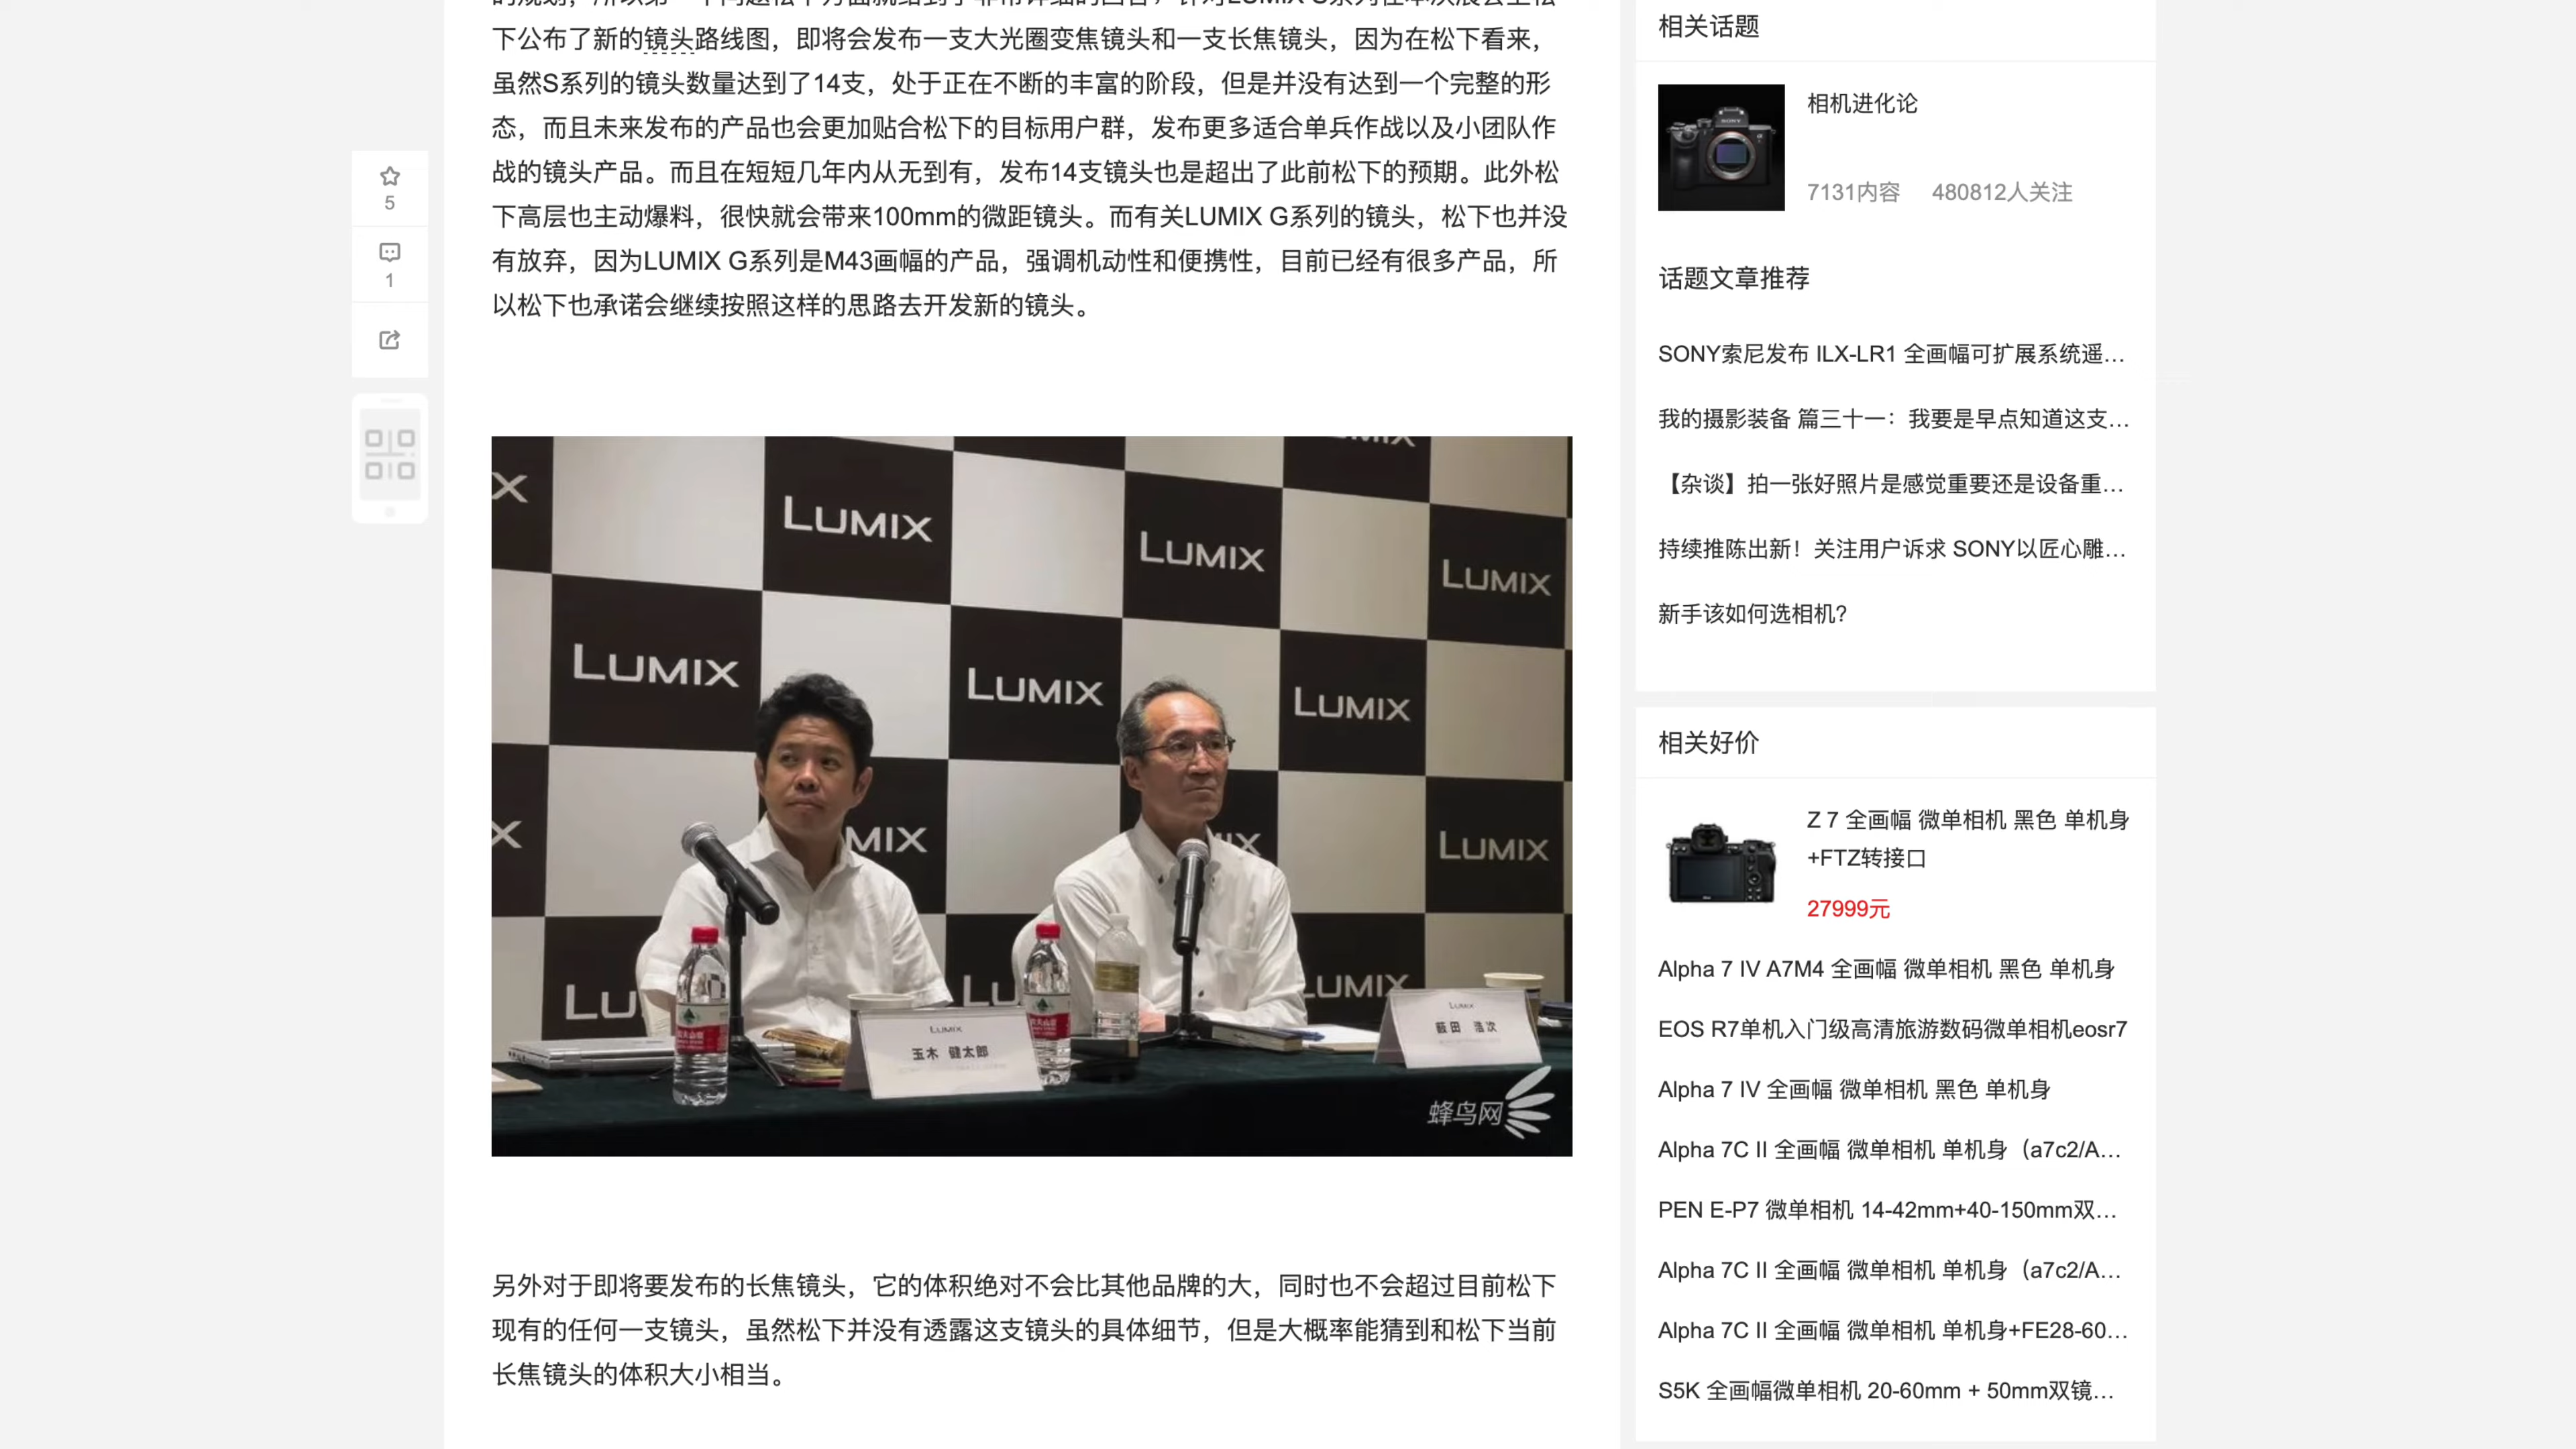 下公布了新的镜头路线图，即将会发布一支大光圈变焦镜头和一支长焦镜头，因为在松下看来，
虽然S系列的镜头数量达到了14支，处于正在不断的丰富的阶段，但是并没有达到一个完整的形
态，而且未来发布的产品也会更加贴合松下的目标用户群，发布更多适合单兵作战以及小团队作
战的镜头产品。而且在短短几年内从无到有，发布14支镜头也是超出了此前松下的预期。此外松
下高层也主动爆料，很快就会带来100mm的微距镜头。而有关LUMIX G系列的镜头，松下也并没
有放弃，因为LUMIX G系列是M43画幅的产品，强调机动性和便携性，目前已经有很多产品，所
以松下也承诺会继续按照这样的思路去开发新的镜头。
5
1
MIX
X
LUMIX
LUMIX
LUMIX
LUMIX
LUMIX
LUMIX
X
MIX
IX
LUMIX
LU
LU
LUMIX
LUMIX
玉木 健太郎
LUMIX
薮田 浩次
蜂鸟网
另外对于即将要发布的长焦镜头，它的体积绝对不会比其他品牌的大，同时也不会超过目前松下
现有的任何一支镜头，虽然松下并没有透露这支镜头的具体细节，但是大概率能猜到和松下当前
长焦镜头的体积大小相当。
相关话题
SONY
相机进化论
7131内容 480812人关注
话题文章推荐
SONY索尼发布 ILX-LR1 全画幅可扩展系统遥…
我的摄影装备 篇三十一：我要是早点知道这支…
【杂谈】拍一张好照片是感觉重要还是设备重…
持续推陈出新！关注用户诉求 SONY以匠心雕…
新手该如何选相机？
相关好价
Z 7 全画幅 微单相机 黑色 单机身
+FTZ转接口
27999元
Alpha 7 IV A7M4 全画幅 微单相机 黑色 单机身
EOS R7单机入门级高清旅游数码微单相机eosr7
Alpha 7 IV 全画幅 微单相机 黑色 单机身
Alpha 7C II 全画幅 微单相机 单机身（a7c2/A…
PEN E-P7 微单相机 14-42mm+40-150mm双…
Alpha 7C II 全画幅 微单相机 单机身（a7c2/A…
Alpha 7C II 全画幅 微单相机 单机身+FE28-60…
S5K 全画幅微单相机 20-60mm + 50mm双镜…